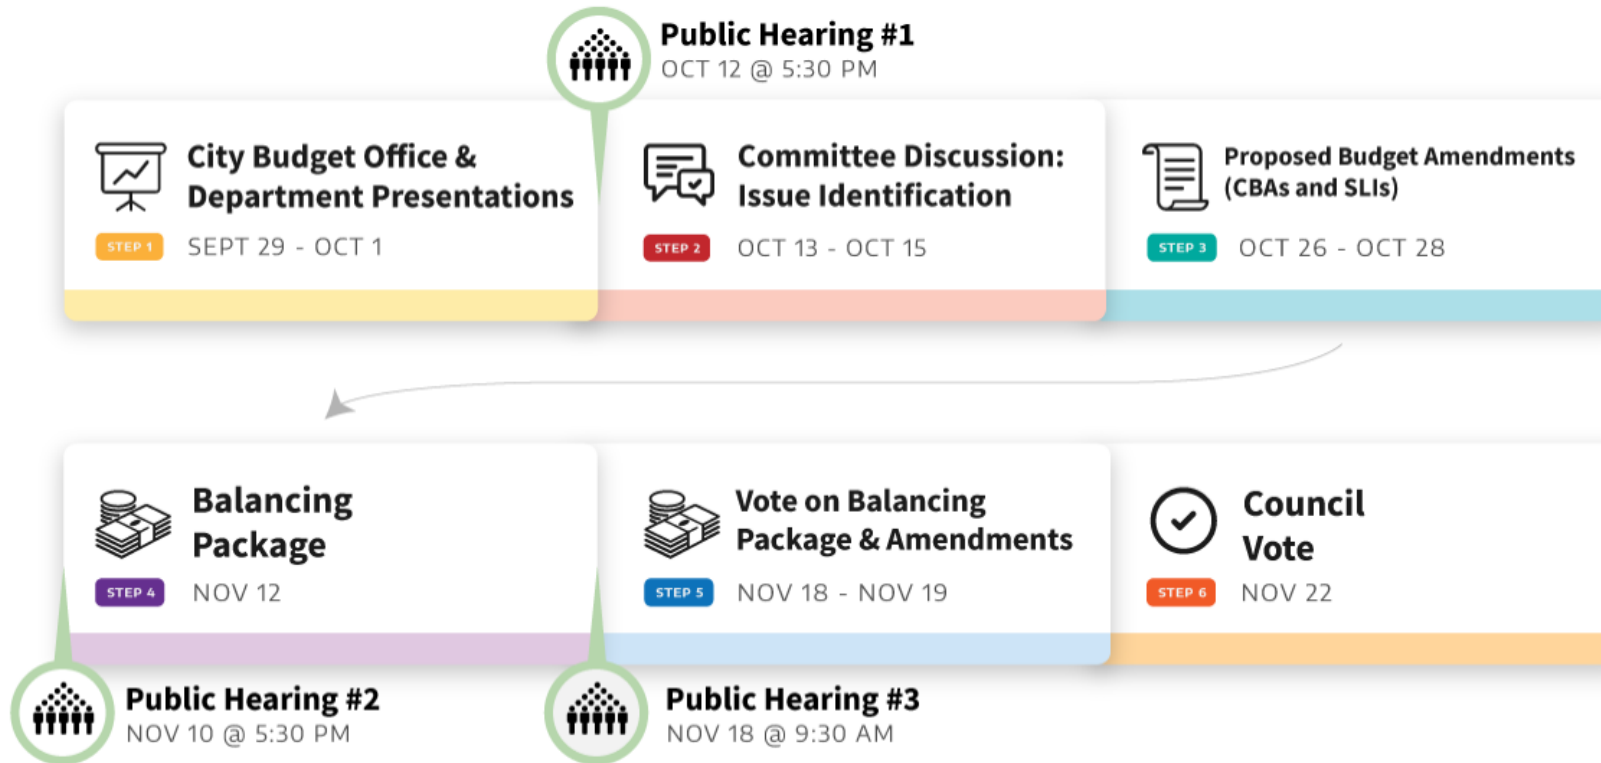 Public Hearing #1
OCT 12 @ 5:30 PM
City Budget Office &
Department Presentations
STEP 1
SEPT 29 - OCT 1
Committee Discussion:
Issue Identification
STEP 2
OCT 13 - OCT 15
Proposed Budget Amendments
(CBAs and SLIs)
STEP 3
OCT 26 - OCT 28
Balancing
Package
STEP 4
NOV 12
Vote on Balancing
Package & Amendments
STEP 5
NOV 18 - NOV 19
Council
Vote
STEP 6
NOV 22
Public Hearing #2
NOV 10 @ 5:30 PM
Public Hearing #3
NOV 18 @ 9:30 AM